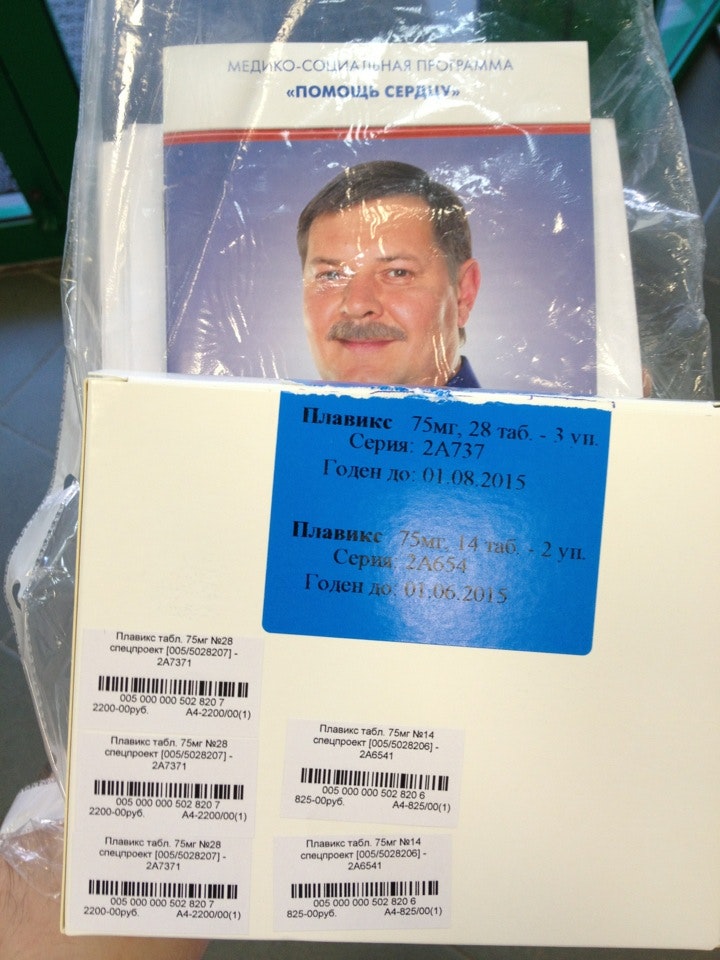 МЕДИКО-СОЦИАЛЬНАЯ ПРОГРАММА
«ПОМОЩЬ СЕРДЦУ»
Плавикс 75мг, 28 таб. - 3 уп.
Серия: 2А737
Годен до: 01.08.2015
Плавикс 75мг, 14 таб. - 2 уп.
Серия: 2А654
Годен до: 01.06.2015
Плавикс табл. 75мг №28
спецпроект [005/5028207] -
2А7371
005 000 000 502 820 7
2200-00руб. А4-2200/00(1)
Плавикс табл. 75мг №28
спецпроект [005/5028207] -
2А7371
005 000 000 502 820 7
2200-00руб. А4-2200/00(1)
Плавикс табл. 75мг №28
спецпроект [005/5028207] -
2А7371
005 000 000 502 820 7
2200-00руб. А4-2200/00(1)
Плавикс табл. 75мг №14
спецпроект [005/5028206] -
2А6541
005 000 000 502 820 6
825-00руб. А4-825/00(1)
Плавикс табл. 75мг №14
спецпроект [005/5028206] -
2А6541
005 000 000 502 820 6
825-00руб. А4-825/00(1)